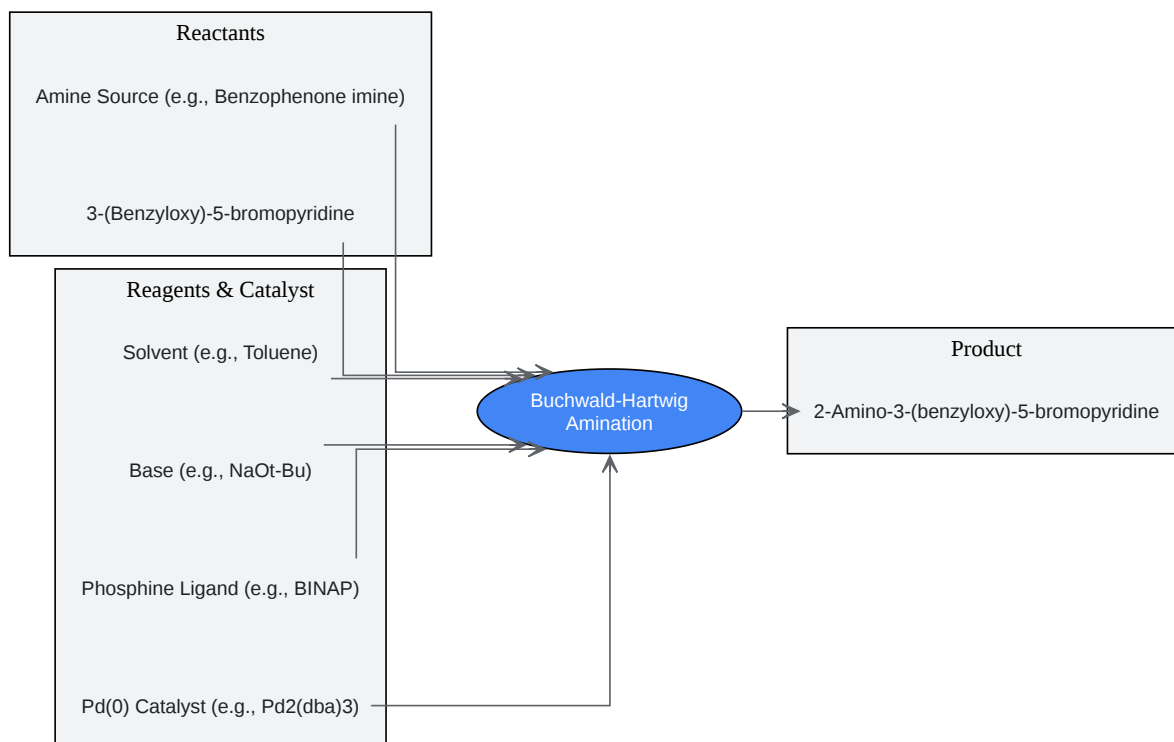 Reactants
Amine Source (e.g., Benzophenone imine)
3-(Benzyloxy)-5-bromopyridine
Reagents & Catalyst
Solvent (e.g., Toluene)
Base (e.g., NaOt-Bu)
Phosphine Ligand (e.g., BINAP)
Pd(0) Catalyst (e.g., Pd2(dba)3)
Buchwald-Hartwig
Amination
Product
2-Amino-3-(benzyloxy)-5-bromopyridine